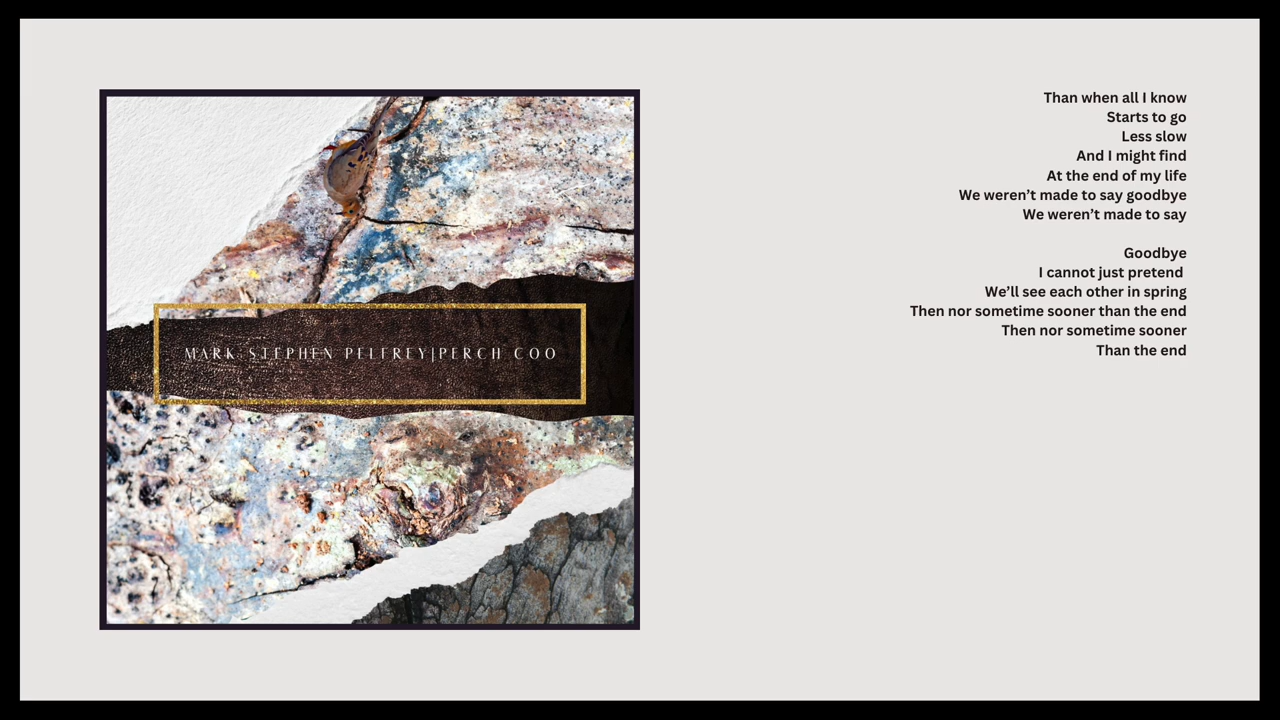 MARK STEPHEN PELFREY|PERCH COO
Than when all I know
Starts to go
Less slow
And I might find
At the end of my life
We weren’t made to say goodbye
We weren’t made to say
Goodbye
I cannot just pretend
We’ll see each other in spring
Then nor sometime sooner than the end
Then nor sometime sooner
Than the end